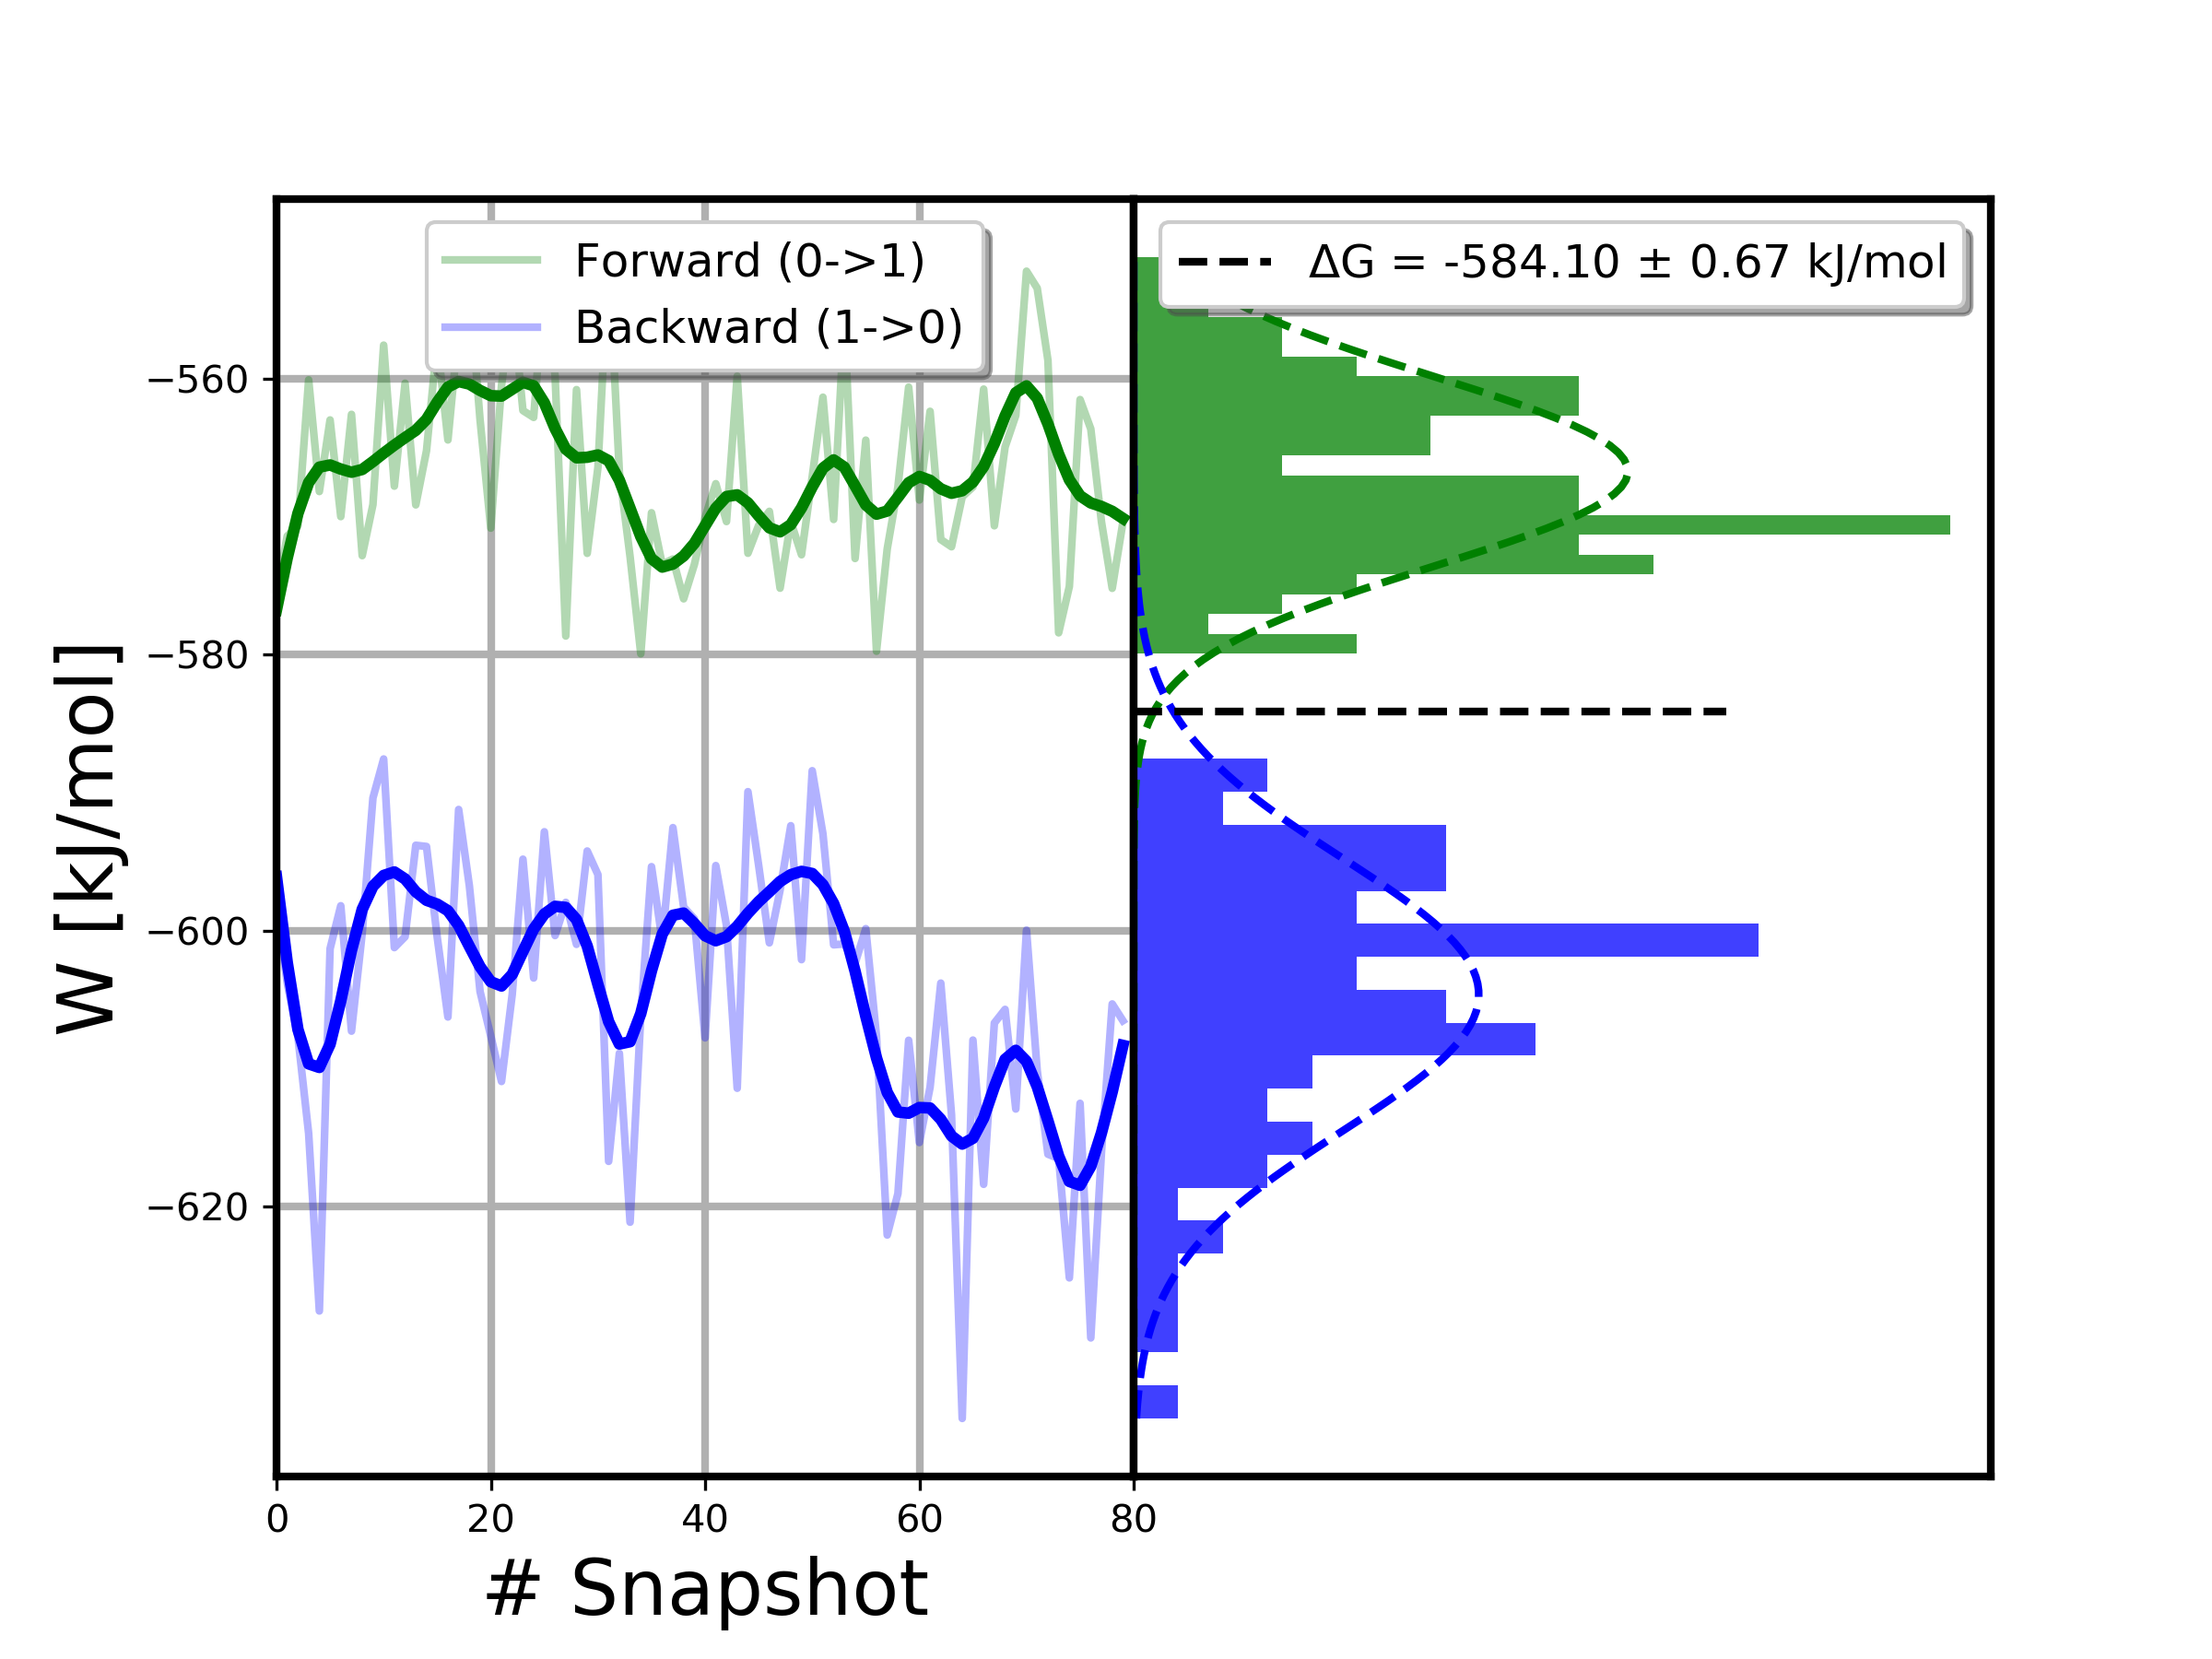 Forward (0->1)
Backward (1->0)
ΔG = -584.10 ± 0.67 kJ/mol
W [kJ/mol]
−560
−580
−600
−620
0 20 40 60 80
# Snapshot